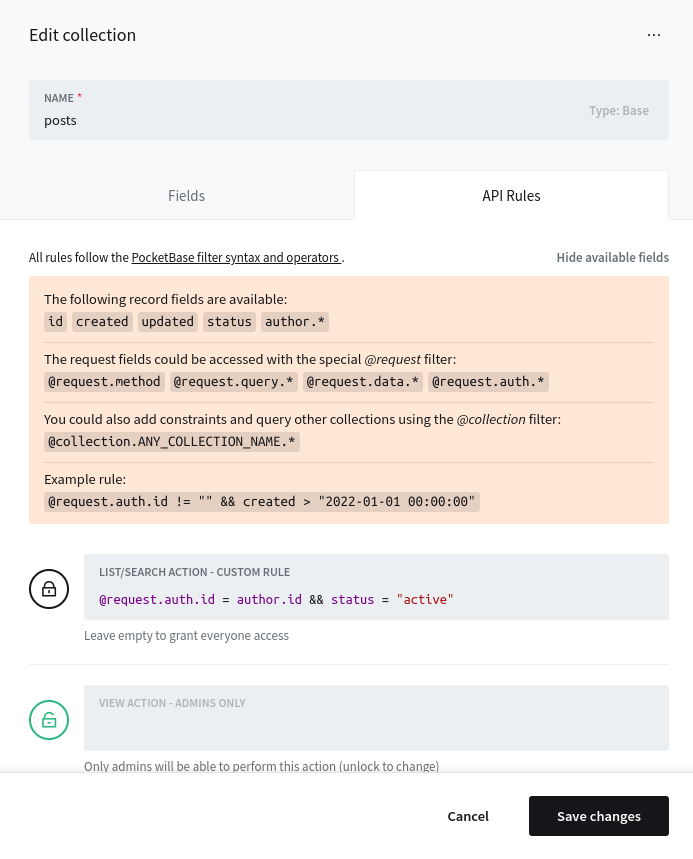 Edit collection
NAME *
posts
Type: Base
Fields
API Rules
All rules follow the PocketBase filter syntax and operators .
Hide available fields
The following record fields are available:
id created updated status author.*
The request fields could be accessed with the special @request filter:
@request.method @request.query.* @request.data.* @request.auth.*
You could also add constraints and query other collections using the @collection filter:
@collection.ANY_COLLECTION_NAME.*
Example rule:
@request.auth.id != "" && created > "2022-01-01 00:00:00"
LIST/SEARCH ACTION - CUSTOM RULE
@request.auth.id = author.id && status = "active"
Leave empty to grant everyone access
VIEW ACTION - ADMINS ONLY
Only admins will be able to perform this action (unlock to change)
Cancel
Save changes